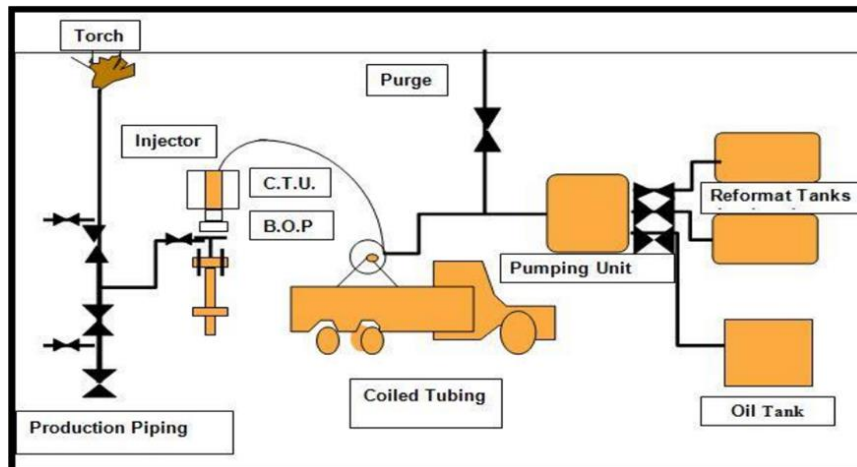 Torch
Purge
Injector
C.T.U.
Reformat Tanks
B.O.P
Pumping Unit
Coiled Tubing
Oil Tank
Production Piping